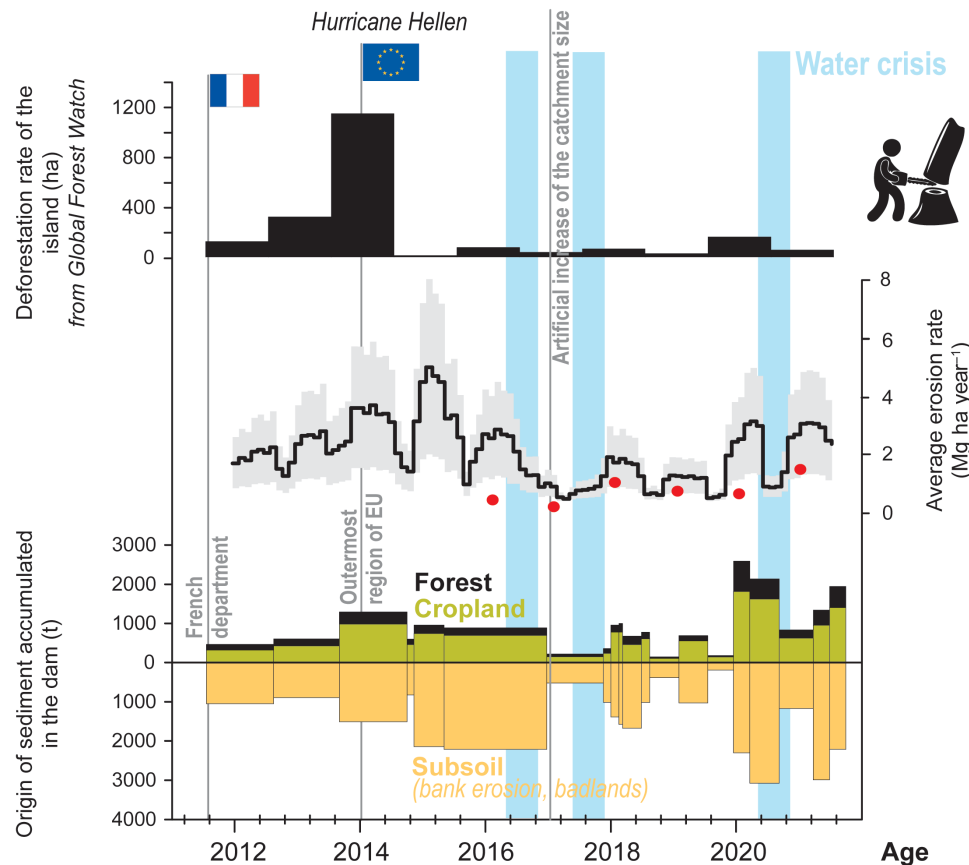 Hurricane Hellen
Water crisis
Deforestation rate of the
island (ha)
from Global Forest Watch
1200
800
400
0
Artificial increase of the catchment size
8
6
4
2
0
Average erosion rate
(Mg ha year⁻¹)
French
department
Outermost
region of EU
Origin of sediment accumulated
in the dam (t)
3000
2000
1000
0
1000
2000
3000
4000
Forest
Cropland
Subsoil
(bank erosion, badlands)
2012
2014
2016
2018
2020
Age